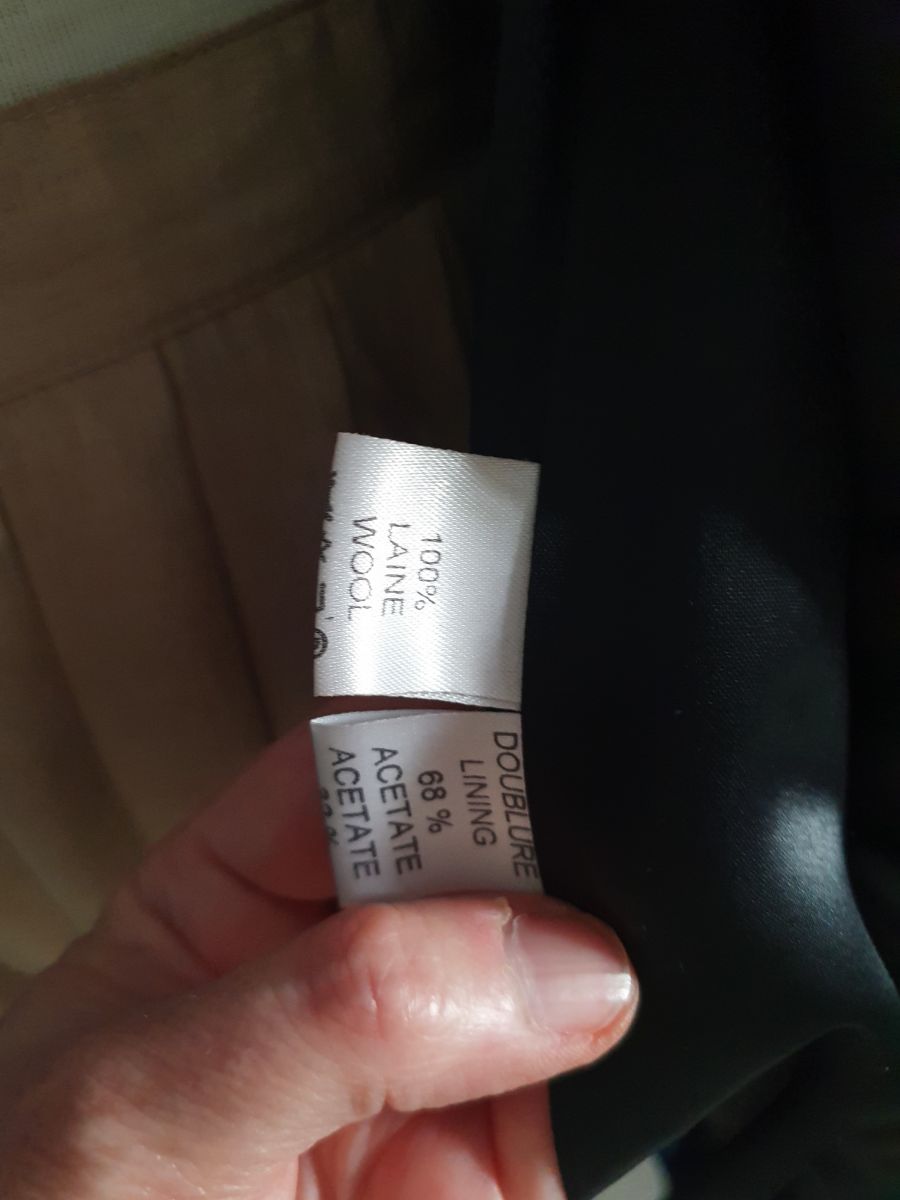 100%
LAINE
WOOL
DOUBLURE
LINING
68 %
ACETATE
ACETATE